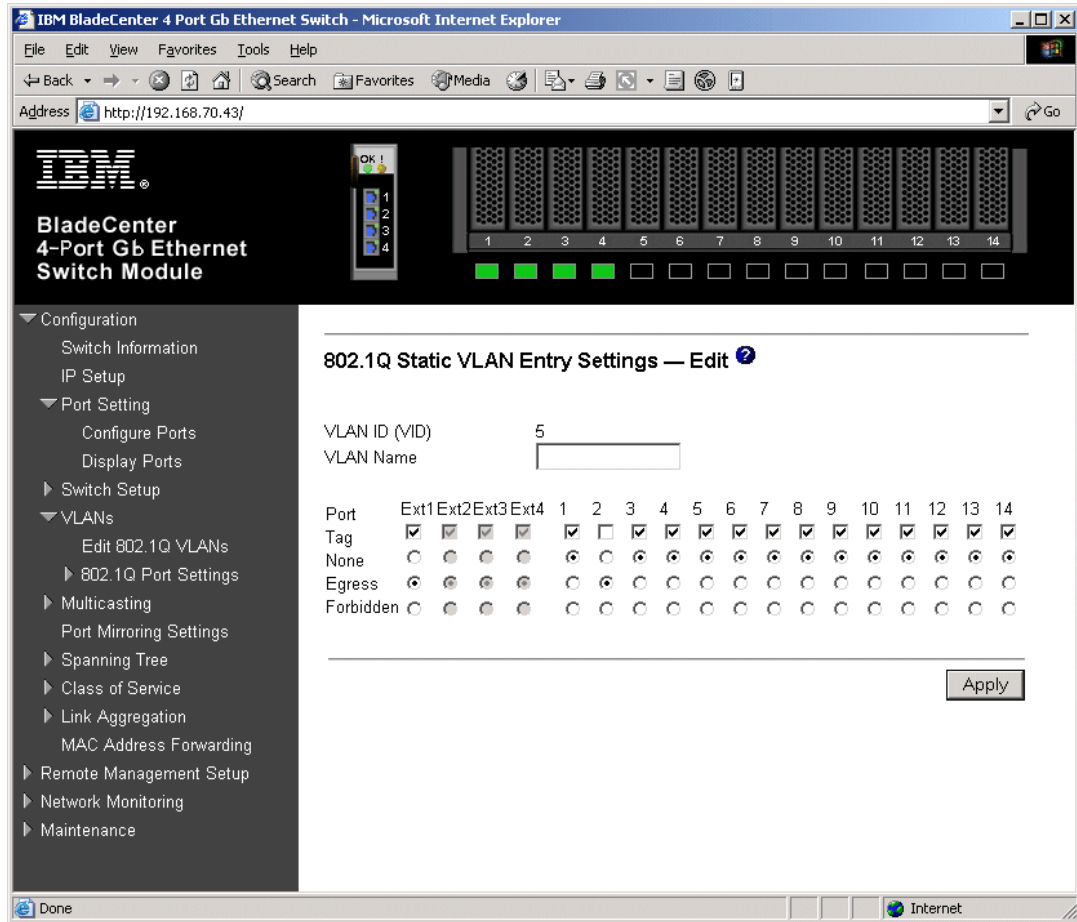 IBM BladeCenter 4 Port Gb Ethernet Switch - Microsoft Internet Explorer
File Edit View Favorites Tools Help
Back Search Favorites Media
Address http://192.168.70.43/ Go
IBM®
BladeCenter
4-Port Gb Ethernet
Switch Module
OK !
1
2
3
4
1 2 3 4 5 6 7 8 9 10 11 12 13 14
Configuration
Switch Information
IP Setup
Port Setting
Configure Ports
Display Ports
Switch Setup
VLANs
Edit 802.1Q VLANs
802.1Q Port Settings
Multicasting
Port Mirroring Settings
Spanning Tree
Class of Service
Link Aggregation
MAC Address Forwarding
Remote Management Setup
Network Monitoring
Maintenance
802.1Q Static VLAN Entry Settings — Edit ?
VLAN ID (VID) 5
VLAN Name
Port Ext1 Ext2 Ext3 Ext4 1 2 3 4 5 6 7 8 9 10 11 12 13 14
Tag
None
Egress
Forbidden
Apply
Done Internet